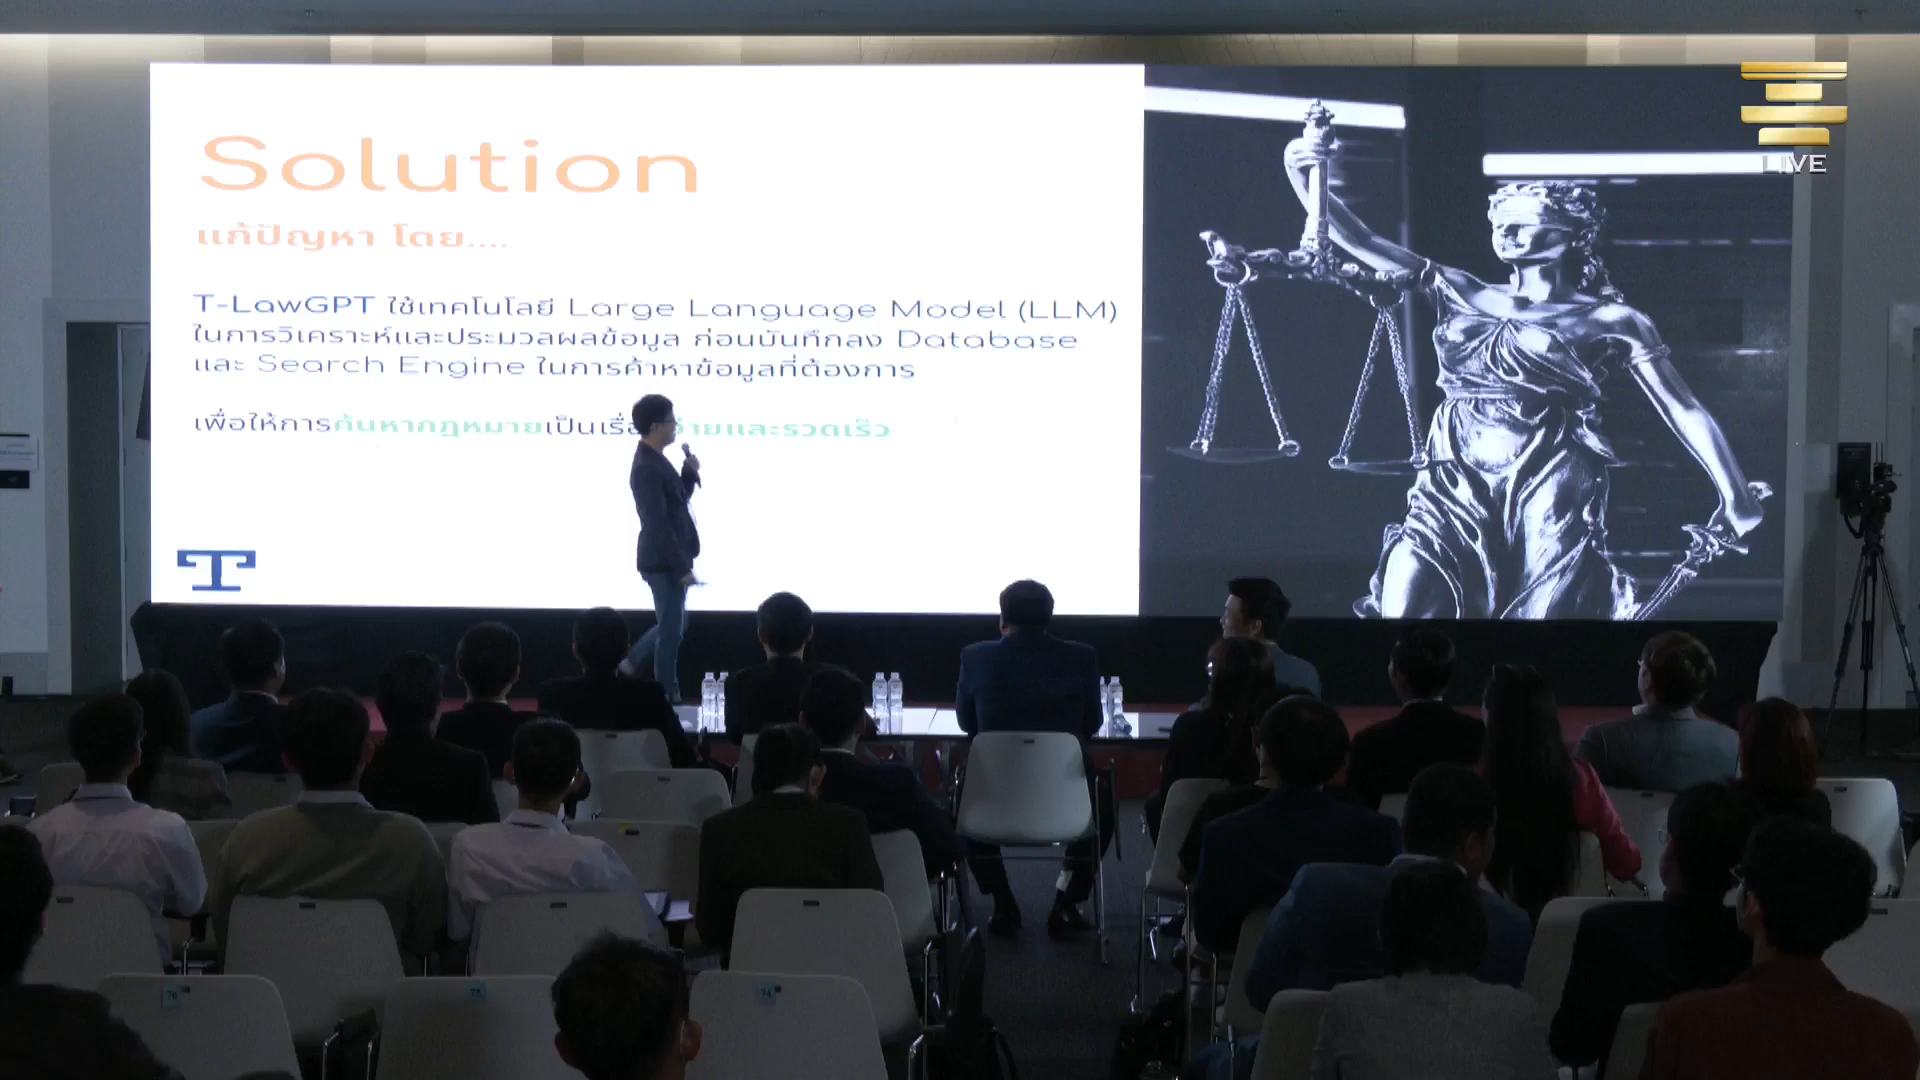 Solution
แก้ปัญหา โดย....
T-LawGPT ใช้เทคโนโลยี Large Language Model (LLM)
ในการวิเคราะห์และประมวลผลข้อมูล ก่อนบันทึกลง Database
และ Search Engine ในการค้าหาข้อมูลที่ต้องการ
เพื่อให้การค้นหากฎหมายเป็นเรื่อ ง่ายและรวดเร็ว
T
LIVE
76
75
74